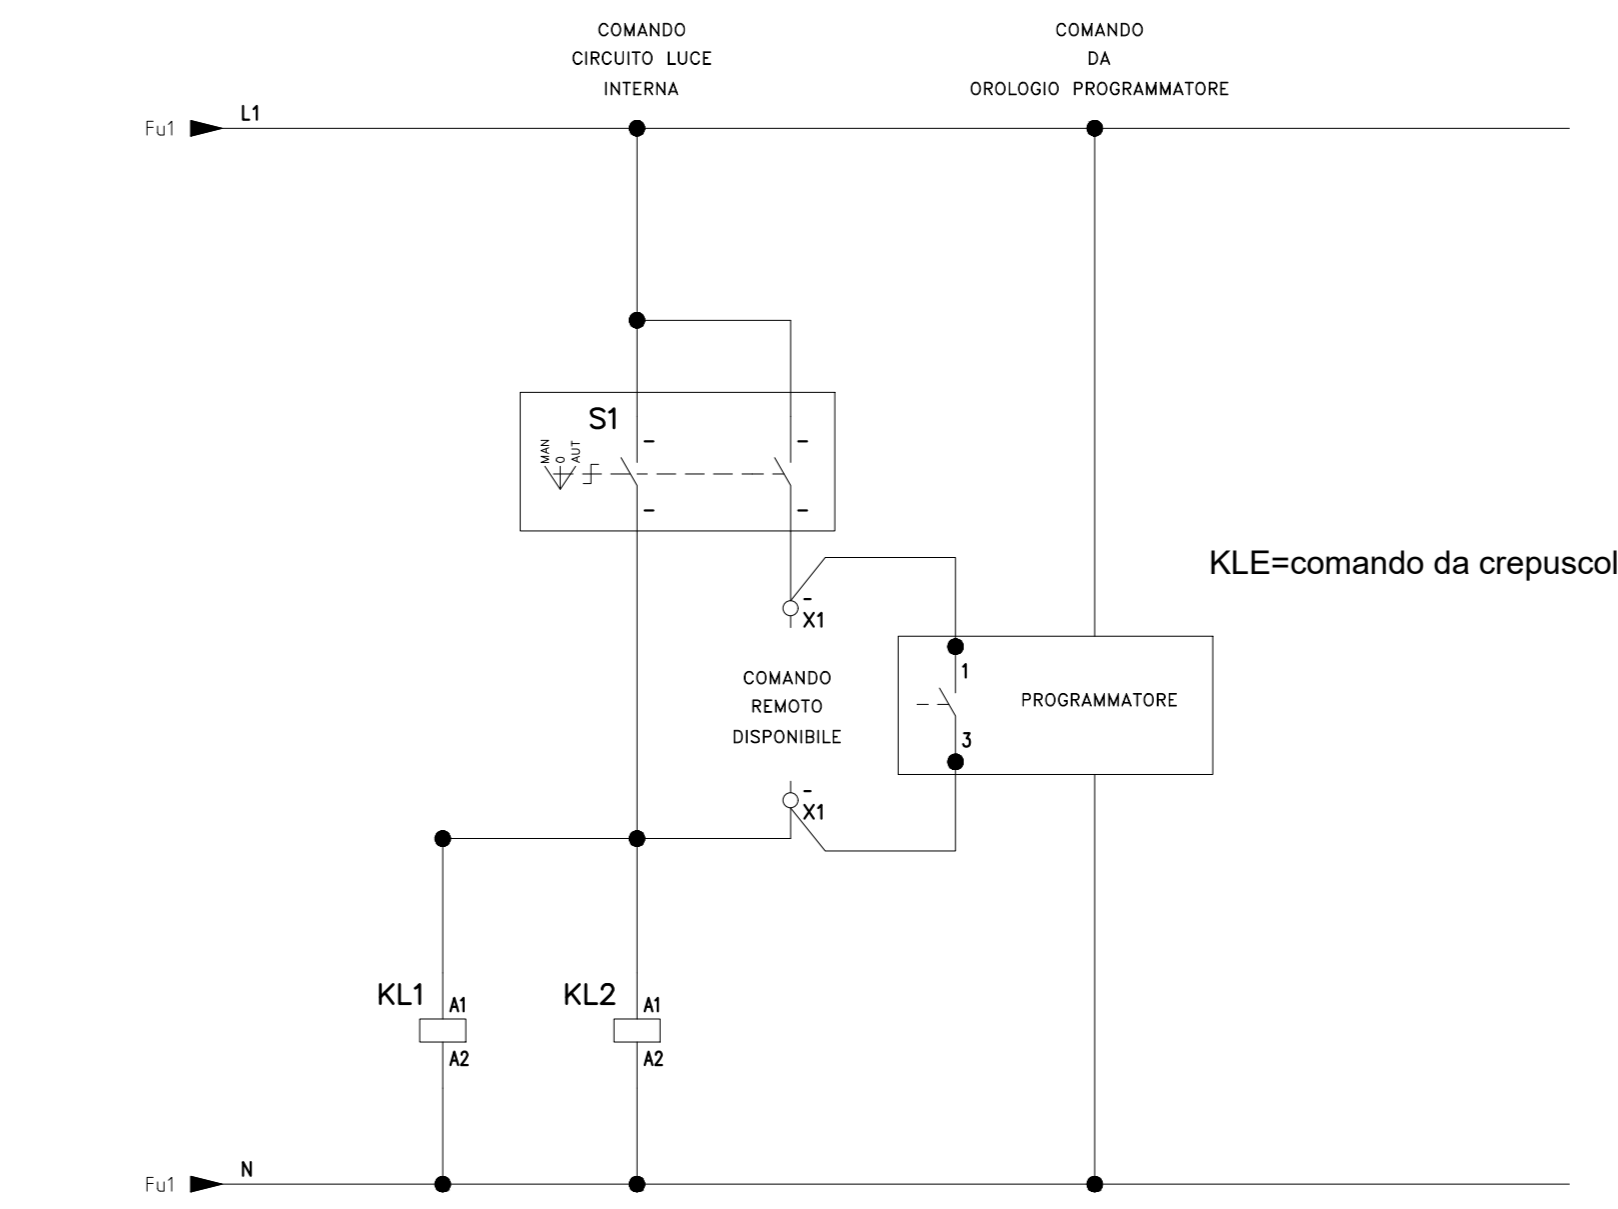 COMANDO
CIRCUITO LUCE
INTERNA
COMANDO
DA
OROLOGIO PROGRAMMATORE
Fu1
L1
S1
MAN
0
AUT
-
-
-
-
KLE=comando da crepuscol
-
X1
1
COMANDO
REMOTO
DISPONIBILE
PROGRAMMATORE
3
-
X1
KL1
A1
A2
KL2
A1
A2
Fu1
N